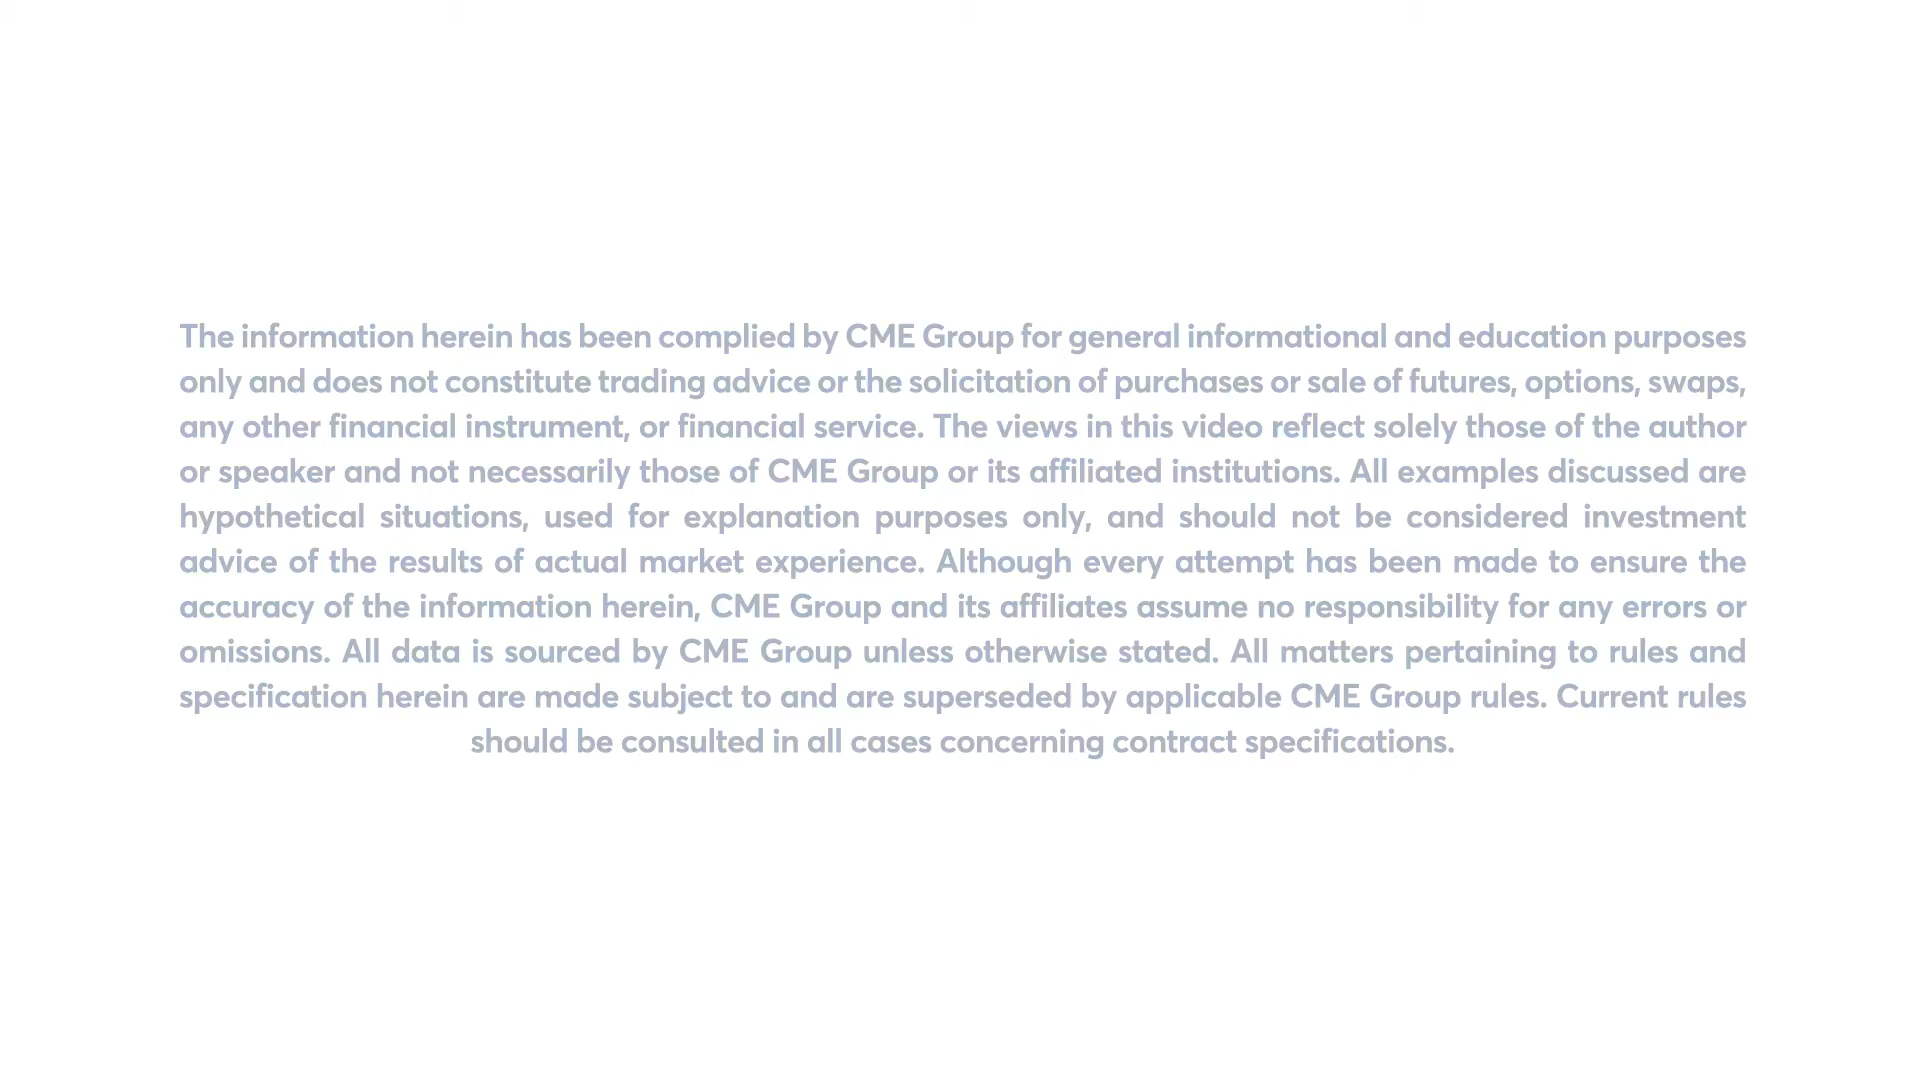 The information herein has been complied by CME Group for general informational and education purposes
only and does not constitute trading advice or the solicitation of purchases or sale of futures, options, swaps,
any other financial instrument, or financial service. The views in this video reflect solely those of the author
or speaker and not necessarily those of CME Group or its affiliated institutions. All examples discussed are
hypothetical situations, used for explanation purposes only, and should not be considered investment
advice of the results of actual market experience. Although every attempt has been made to ensure the
accuracy of the information herein, CME Group and its affiliates assume no responsibility for any errors or
omissions. All data is sourced by CME Group unless otherwise stated. All matters pertaining to rules and
specification herein are made subject to and are superseded by applicable CME Group rules. Current rules
should be consulted in all cases concerning contract specifications.